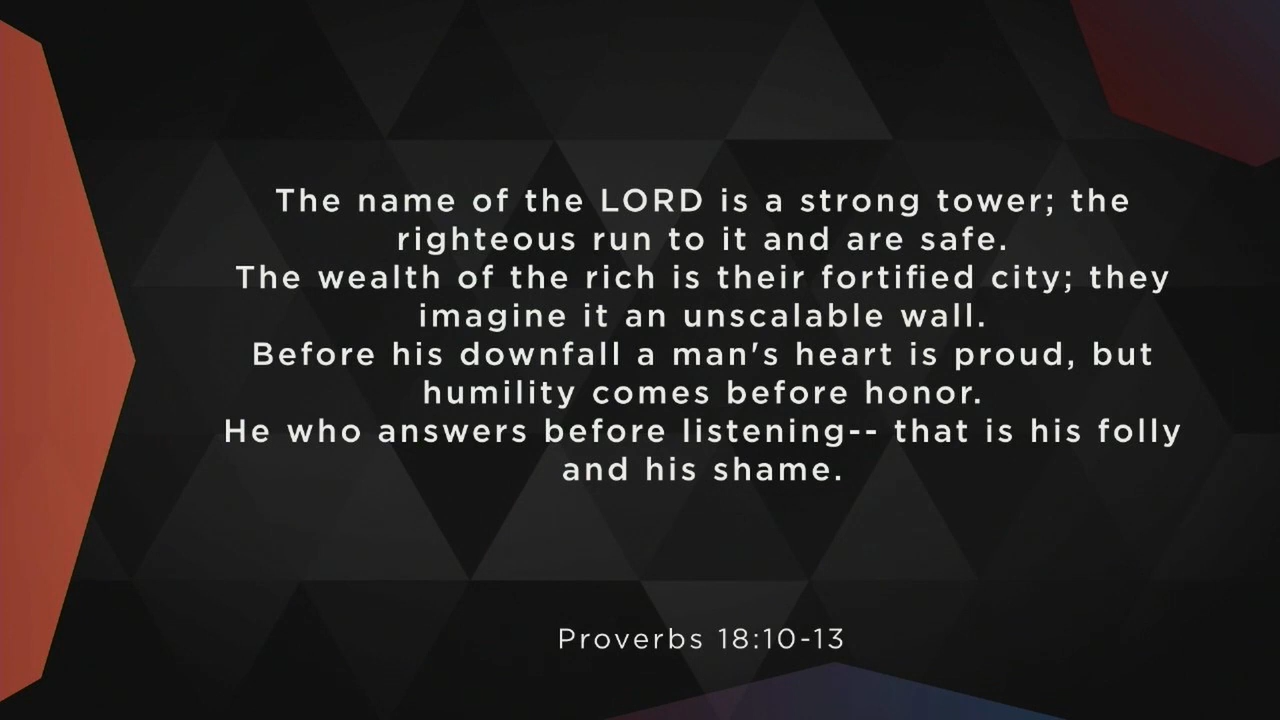 The name of the LORD is a strong tower; the
righteous run to it and are safe.
The wealth of the rich is their fortified city; they
imagine it an unscalable wall.
Before his downfall a man's heart is proud, but
humility comes before honor.
He who answers before listening-- that is his folly
and his shame.
Proverbs 18:10-13